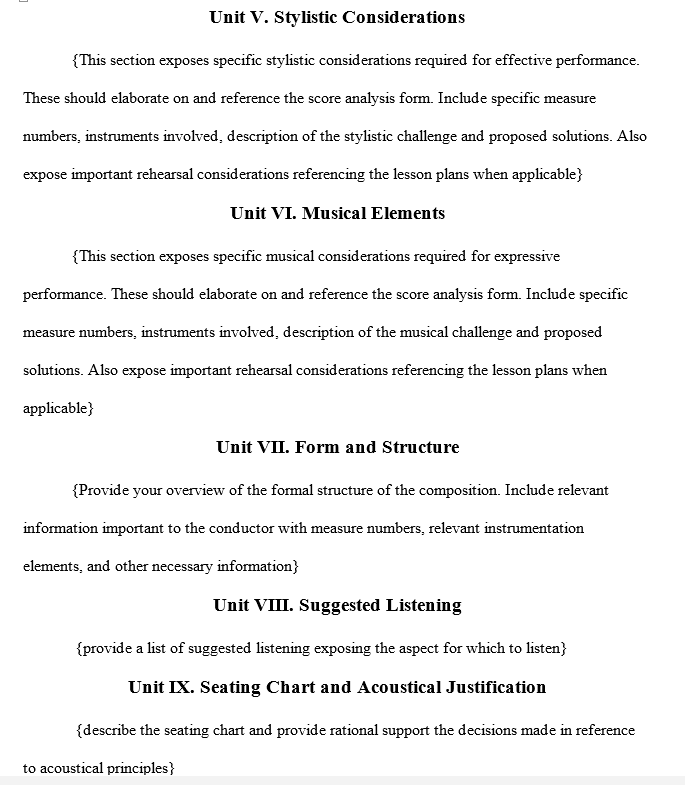 Unit V. Stylistic Considerations
{This section exposes specific stylistic considerations required for effective performance.
These should elaborate on and reference the score analysis form. Include specific measure
numbers, instruments involved, description of the stylistic challenge and proposed solutions. Also
expose important rehearsal considerations referencing the lesson plans when applicable}
Unit VI. Musical Elements
{This section exposes specific musical considerations required for expressive
performance. These should elaborate on and reference the score analysis form. Include specific
measure numbers, instruments involved, description of the musical challenge and proposed
solutions. Also expose important rehearsal considerations referencing the lesson plans when
applicable}
Unit VII. Form and Structure
{Provide your overview of the formal structure of the composition. Include relevant
information important to the conductor with measure numbers, relevant instrumentation
elements, and other necessary information}
Unit VIII. Suggested Listening
{provide a list of suggested listening exposing the aspect for which to listen}
Unit IX. Seating Chart and Acoustical Justification
{describe the seating chart and provide rational support the decisions made in reference
to acoustical principles}